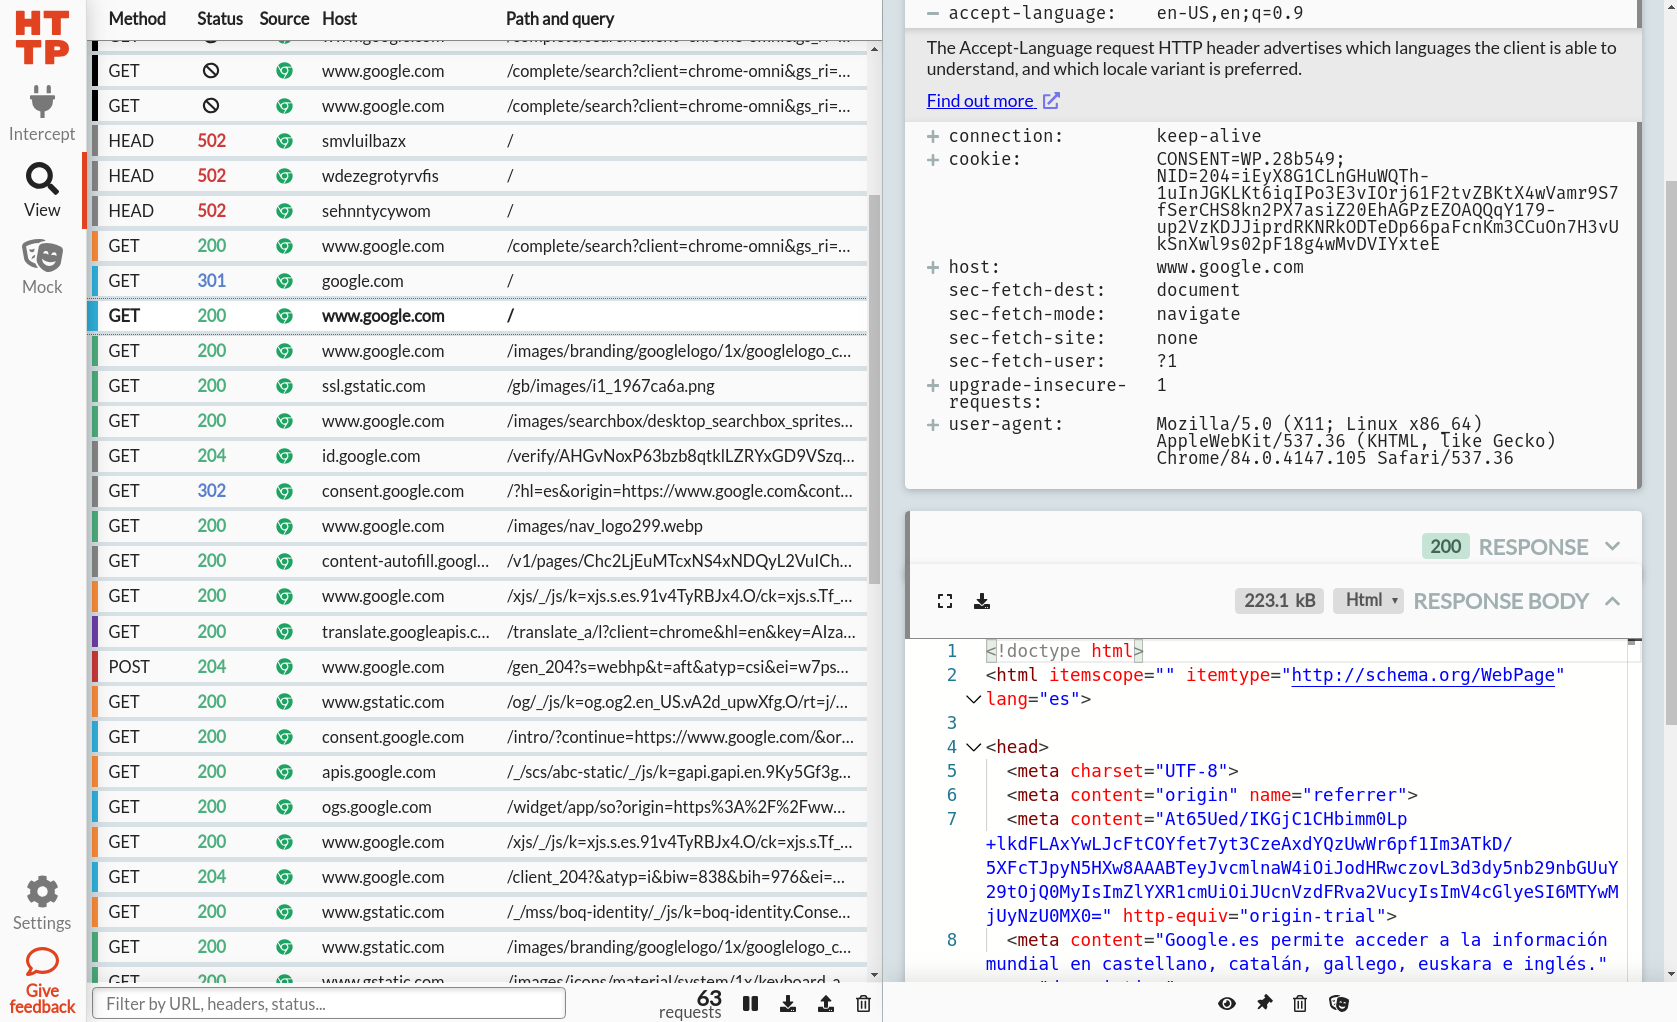 HT
TP
Intercept
View
Mock
Settings
Give
feedback
Method Status Source Host Path and query
GET www.google.com /complete/search?client=chrome-omni&gs_ri=...
GET www.google.com /complete/search?client=chrome-omni&gs_ri=...
HEAD 502 smvluilbazx /
HEAD 502 wdezegrotyrvfis /
HEAD 502 sehnntycywom /
GET 200 www.google.com /complete/search?client=chrome-omni&gs_ri=...
GET 301 google.com /
GET 200 www.google.com /
GET 200 www.google.com /images/branding/googlelogo/1x/googlelogo_c...
GET 200 ssl.gstatic.com /gb/images/i1_1967ca6a.png
GET 200 www.google.com /images/searchbox/desktop_searchbox_sprites...
GET 204 id.google.com /verify/AHGvNoxP63bzb8qtklLZRYxGD9VSzq...
GET 302 consent.google.com /?hl=es&origin=https://www.google.com&cont...
GET 200 www.google.com /images/nav_logo299.webp
GET 200 content-autofill.googl... /v1/pages/Chc2LjEuMTcxNS4xNDQyL2VuICh...
GET 200 www.google.com /xjs/_/js/k=xjs.s.es.91v4TyRBJx4.O/ck=xjs.s.Tf_...
GET 200 translate.googleapis.c... /translate_a/l?client=chrome&hl=en&key=AIza...
POST 204 www.google.com /gen_204?s=webhp&t=aft&atyp=csi&ei=w7ps...
GET 200 www.gstatic.com /og/_/js/k=og.og2.en_US.vA2d_upwXfg.O/rt=j/...
GET 200 consent.google.com /intro/?continue=https://www.google.com/&or...
GET 200 apis.google.com /_/scs/abc-static/_/js/k=gapi.gapi.en.9Ky5Gf3g...
GET 200 ogs.google.com /widget/app/so?origin=https%3A%2F%2Fww...
GET 200 www.google.com /xjs/_/js/k=xjs.s.es.91v4TyRBJx4.O/ck=xjs.s.Tf_...
GET 204 www.google.com /client_204?&atyp=i&biw=838&bih=976&ei=...
GET 200 www.gstatic.com /_/mss/boq-identity/_/js/k=boq-identity.Conse...
GET 200 www.gstatic.com /images/branding/googlelogo/1x/googlelogo_c...
GET 200 www.gstatic.com /images/icons/material/system/1x/keyboard_a...
Filter by URL, headers, status...
63
requests
accept-language: en-US,en;q=0.9
The Accept-Language request HTTP header advertises which languages the client is able to
understand, and which locale variant is preferred.
Find out more
connection: keep-alive
cookie: CONSENT=WP.28b549;
NID=204=iEyX8G1CLnGHuWQTh-
1uInJGKLKt6iqIPo3E3vIOrj61F2tvZBKtX4wVamr9S7
fSerCHS8kn2PX7asiZ20EhAGPzEZOAQQqY179-
up2VzKDJJiprdRKNRkODTeDp66paFcnKm3CCuOn7H3vU
kSnXwl9s02pF18g4wMvDVIYxteE
host: www.google.com
sec-fetch-dest: document
sec-fetch-mode: navigate
sec-fetch-site: none
sec-fetch-user: ?1
upgrade-insecure- 1
requests:
user-agent: Mozilla/5.0 (X11; Linux x86_64)
AppleWebKit/537.36 (KHTML, like Gecko)
Chrome/84.0.4147.105 Safari/537.36
200 RESPONSE
223.1 kB Html RESPONSE BODY
1 <!doctype html>
2 <html itemscope="" itemtype="http://schema.org/WebPage"
lang="es">
3
4 <head>
5 <meta charset="UTF-8">
6 <meta content="origin" name="referrer">
7 <meta content="At65Ued/IKGjC1CHbimm0Lp
+lkdFLAxYwLJcFtCOYfet7yt3CzeAxdYQzUwWr6pf1Im3ATkD/
5XFcTJpyN5HXw8AAABTeyJvcmlnaW4iOiJodHRwczovL3d3dy5nb29nbGUuY
29tOjQ0MyIsImZlYXR1cmUiOiJUcnVzdFRva2VucyIsImV4cGlyeSI6MTYwM
jUyNzU0MX0=" http-equiv="origin-trial">
8 <meta content="Google.es permite acceder a la información
mundial en castellano, catalán, gallego, euskara e inglés."